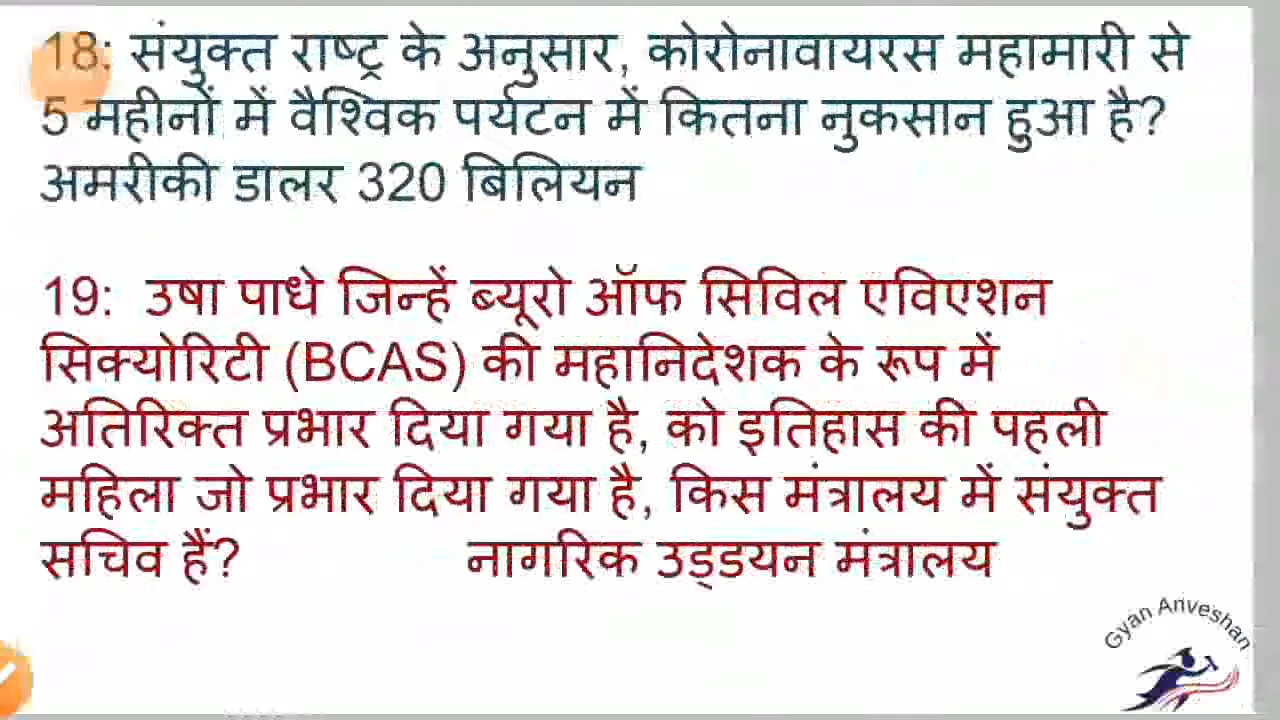 18: संयुक्त राष्ट्र के अनुसार, कोरोनावायरस महामारी से
5 महीनों में वैश्विक पर्यटन में कितना नुकसान हुआ है?
अमरीकी डालर 320 बिलियन
19: उषा पाधे जिन्हें ब्यूरो ऑफ सिविल एविएशन
सिक्योरिटी (BCAS) की महानिदेशक के रूप में
अतिरिक्त प्रभार दिया गया है, को इतिहास की पहली
महिला जो प्रभार दिया गया है, किस मंत्रालय में संयुक्त
सचिव हैं? नागरिक उड्डयन मंत्रालय
Gyan Anveshan